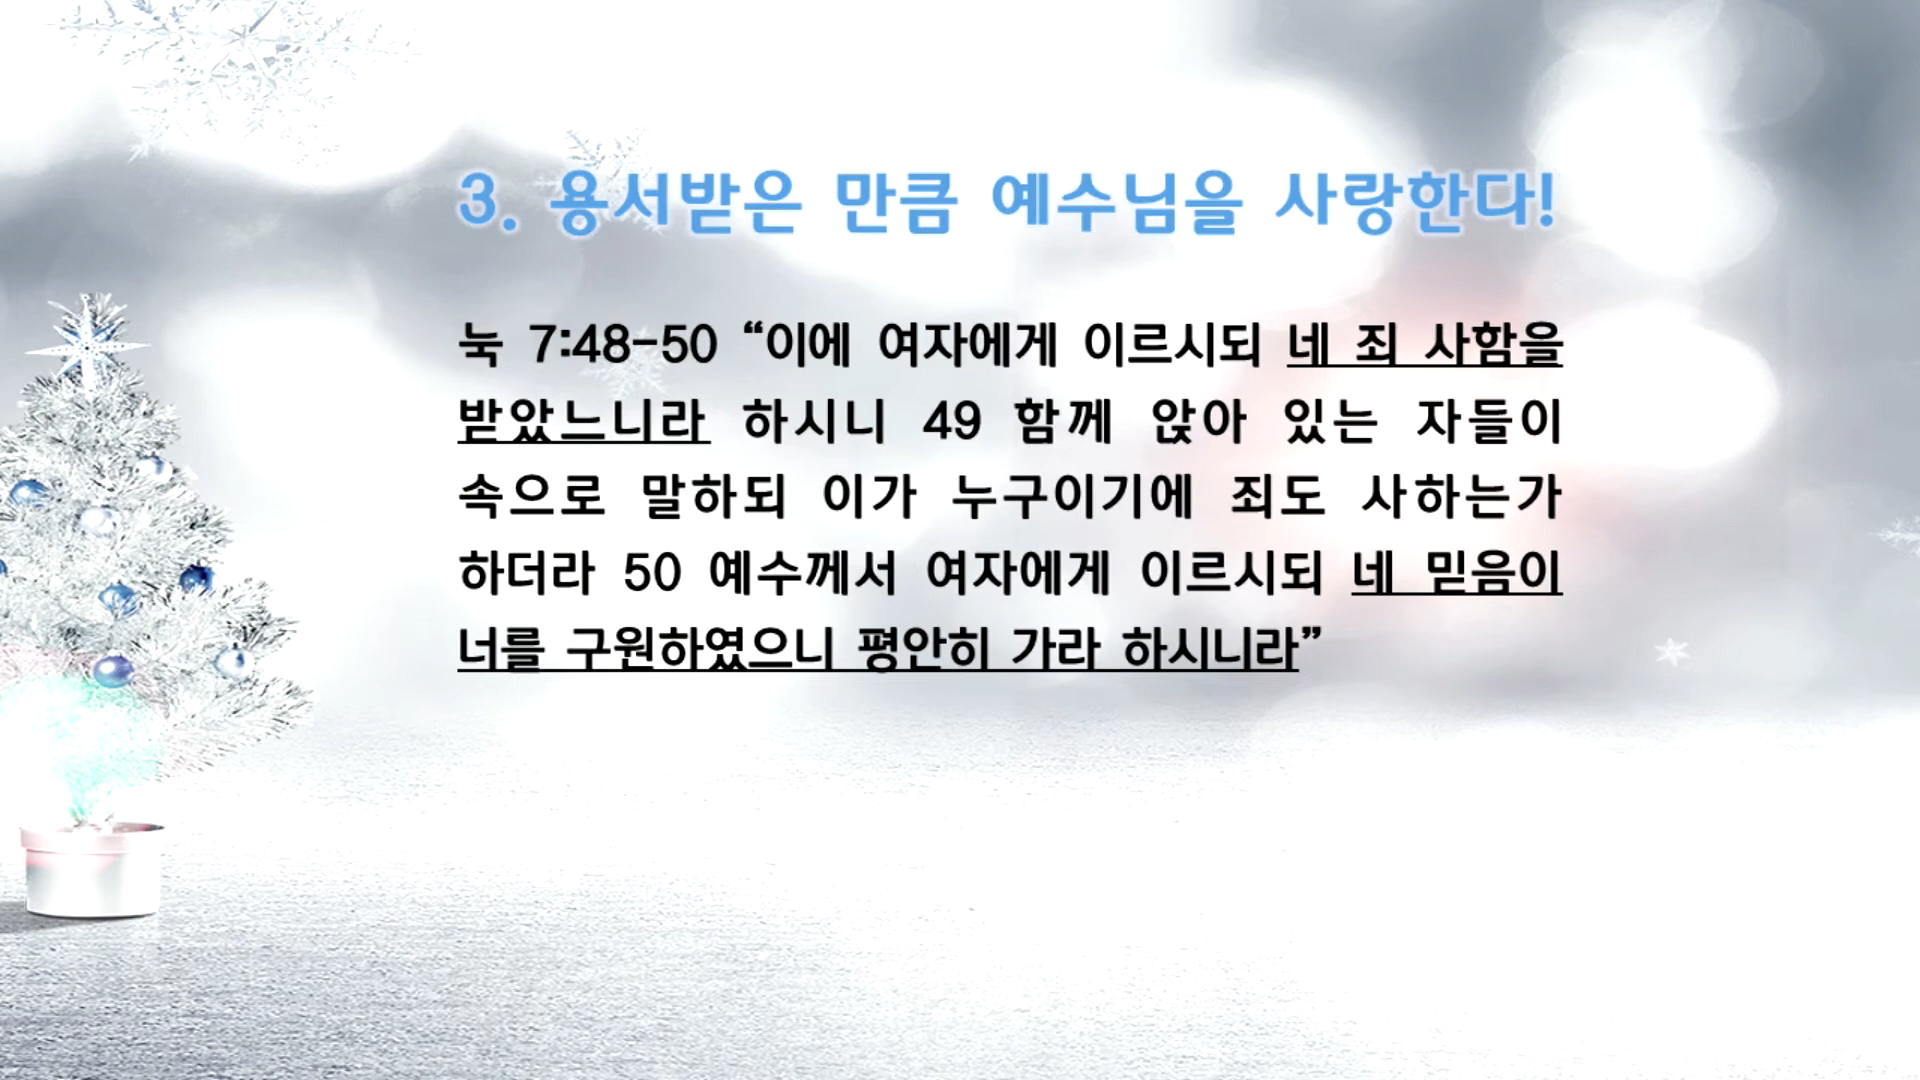 3. 용서받은 만큼 예수님을 사랑한다!
눅 7:48-50 “이에 여자에게 이르시되 네 죄 사함을
받았느니라 하시니 49 함께 앉아 있는 자들이
속으로 말하되 이가 누구이기에 죄도 사하는가
하더라 50 예수께서 여자에게 이르시되 네 믿음이
너를 구원하였으니 평안히 가라 하시니라”